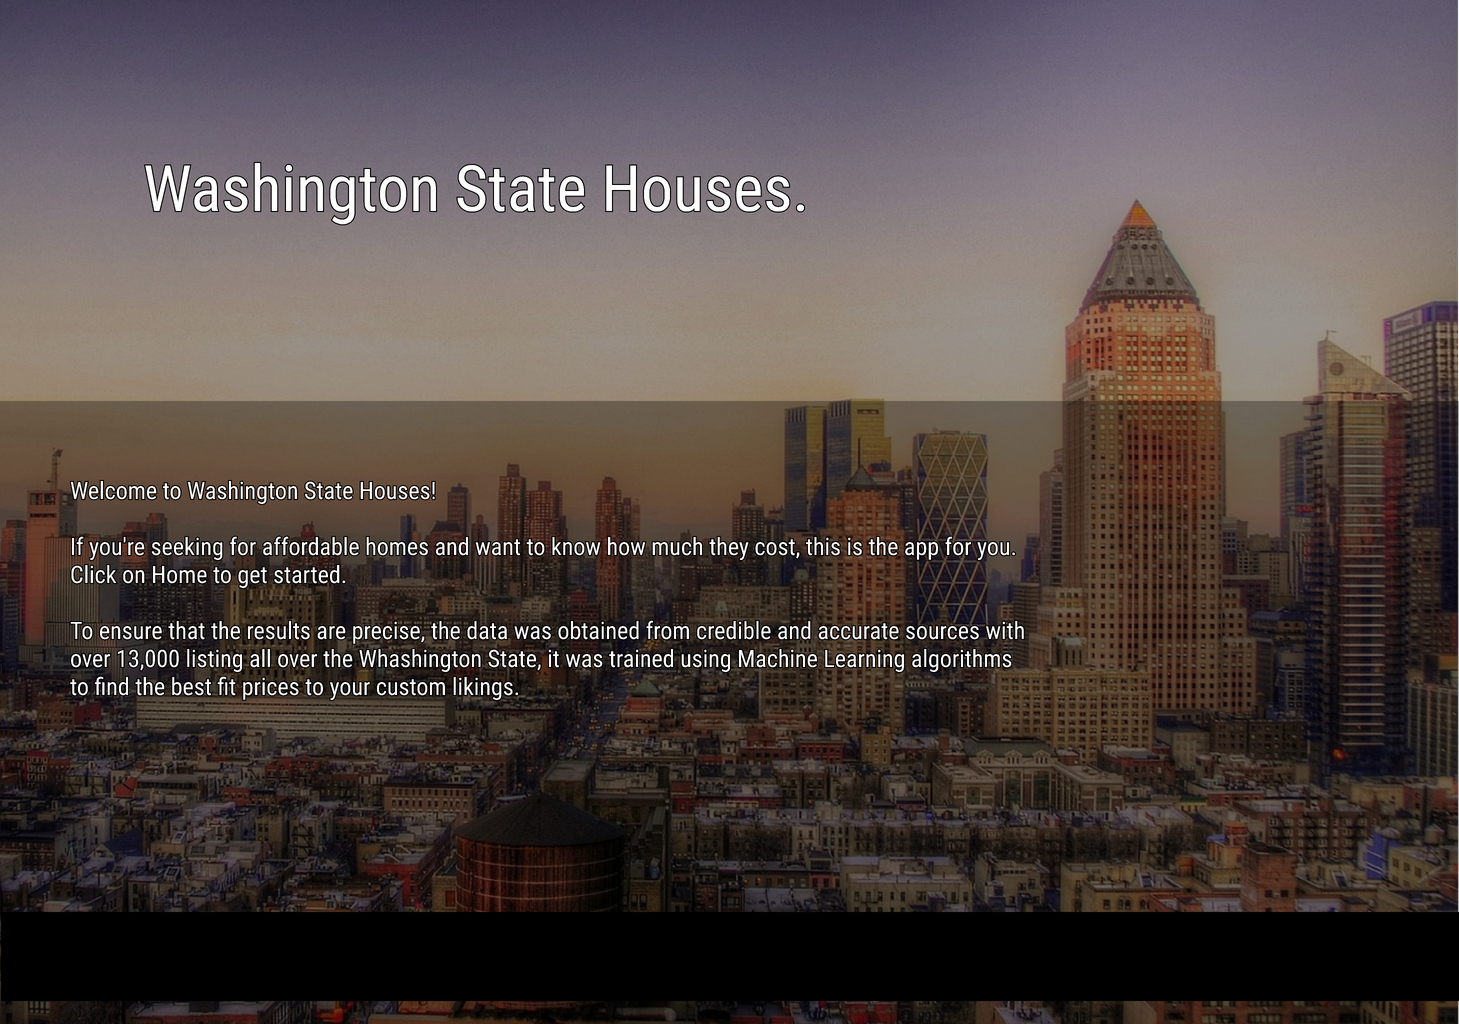 Washington State Houses.
Welcome to Washington State Houses!
If you're seeking for affordable homes and want to know how much they cost, this is the app for you.
Click on Home to get started.
To ensure that the results are precise, the data was obtained from credible and accurate sources with
over 13,000 listing all over the Whashington State, it was trained using Machine Learning algorithms
to find the best fit prices to your custom likings.